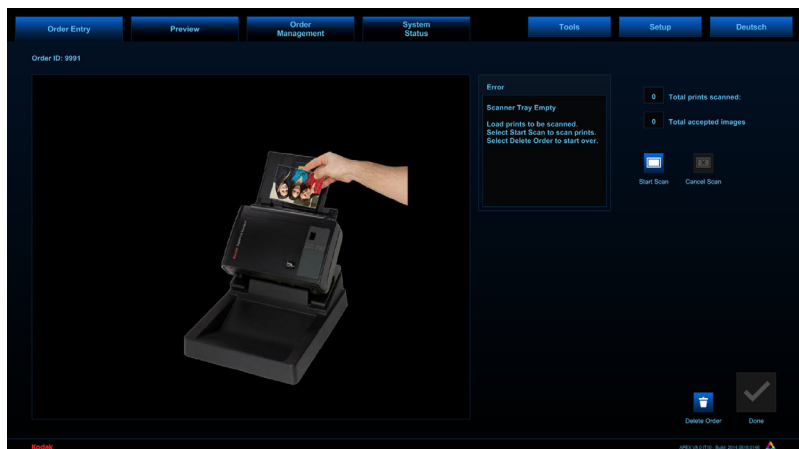 Order Entry
Preview
Order
Management
System
Status
Tools
Setup
Deutsch
Order ID: 9991
Error
Scanner Tray Empty
Load prints to be scanned.
Select Start Scan to scan prints.
Select Delete Order to start over.
0 Total prints scanned:
0 Total accepted images
Start Scan
Cancel Scan
Delete Order
Done
Kodak